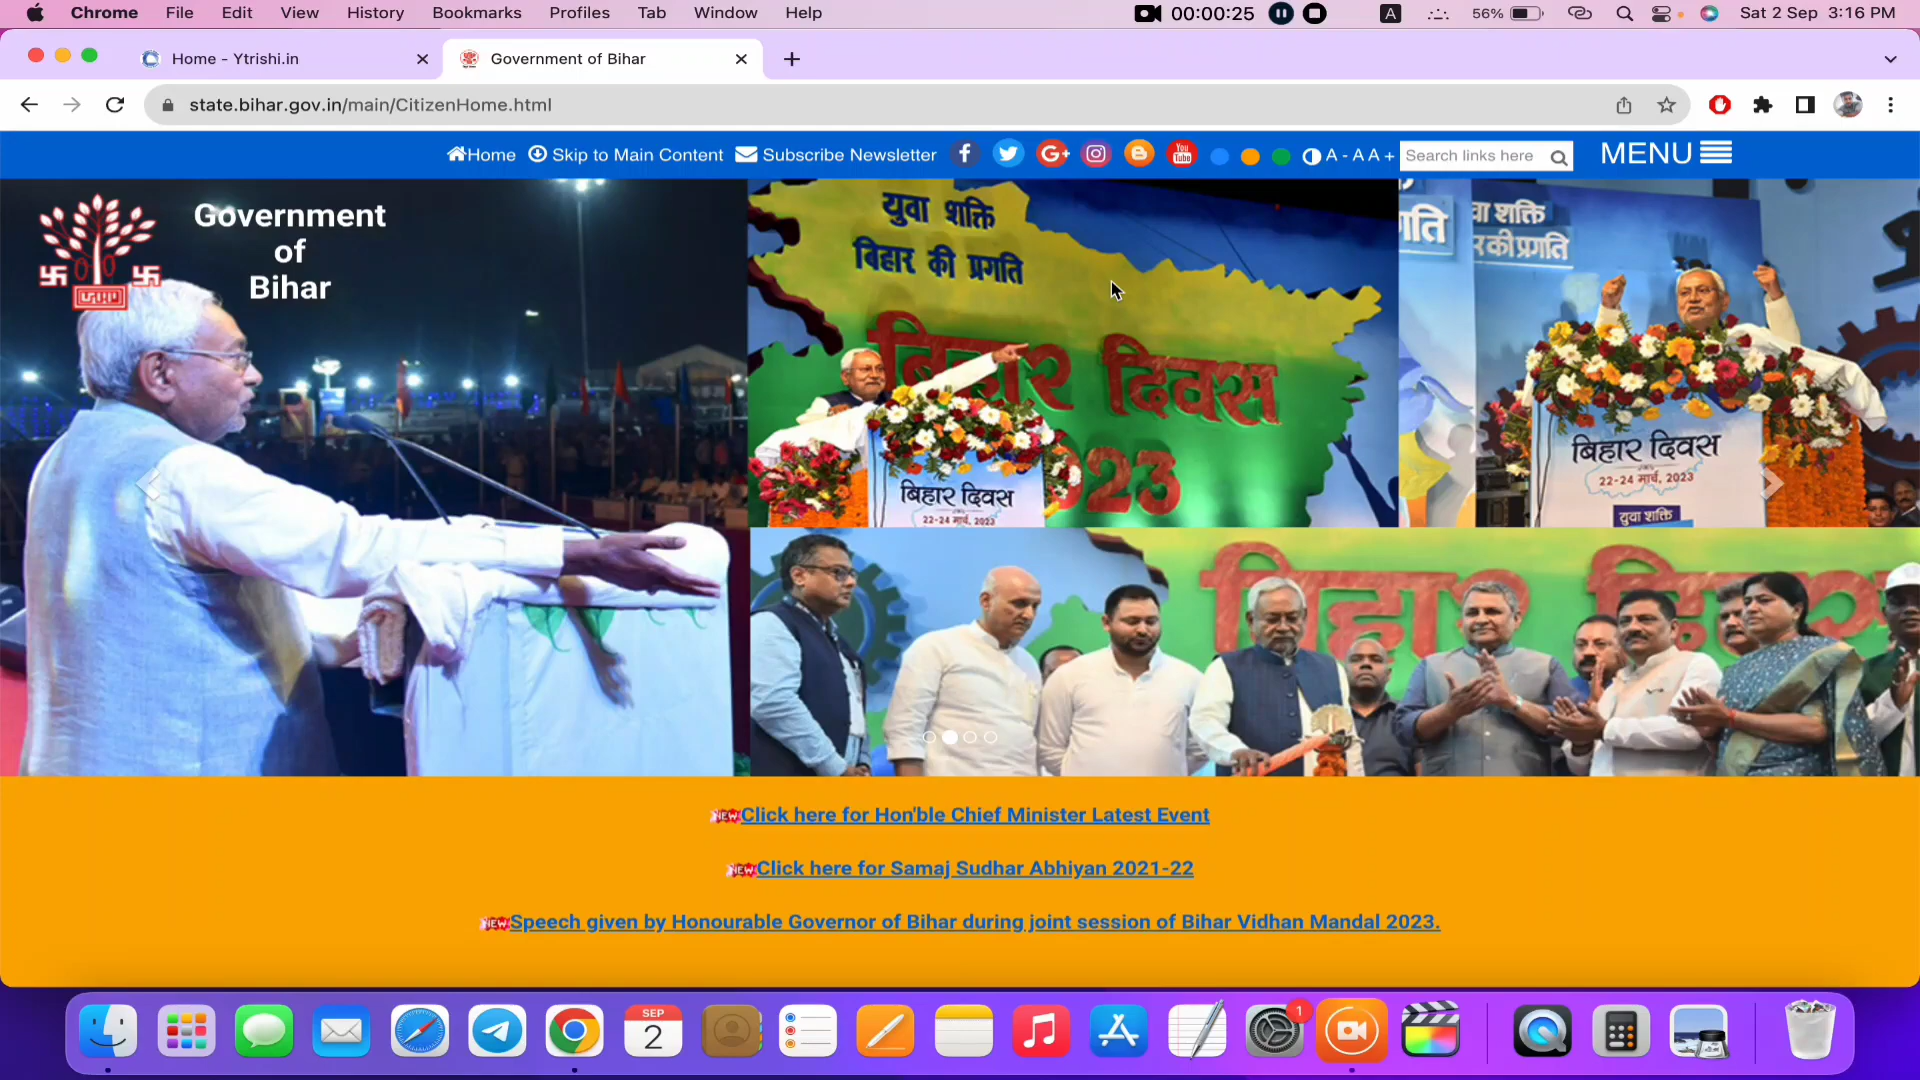 Chrome File Edit View History Bookmarks Profiles Tab Window Help 00:00:25 A 56% Sat 2 Sep 3:16 PM
Home - Ytrishi.in Government of Bihar
state.bihar.gov.in/main/CitizenHome.html
Home Skip to Main Content Subscribe Newsletter f G+ You Tube A - A A + Search links here MENU
Government
of
Bihar
युवा शक्ति
बिहार की प्रगति
बिहार दिवस
2023
बिहार दिवस
22-24 मार्च, 2023
शक्ति
की प्रगति
बिहार दिवस
22-24 मार्च, 2023
युवा शक्ति
बिहार
NEW Click here for Hon'ble Chief Minister Latest Event
NEW Click here for Samaj Sudhar Abhiyan 2021-22
NEW Speech given by Honourable Governor of Bihar during joint session of Bihar Vidhan Mandal 2023.
SEP
2
1